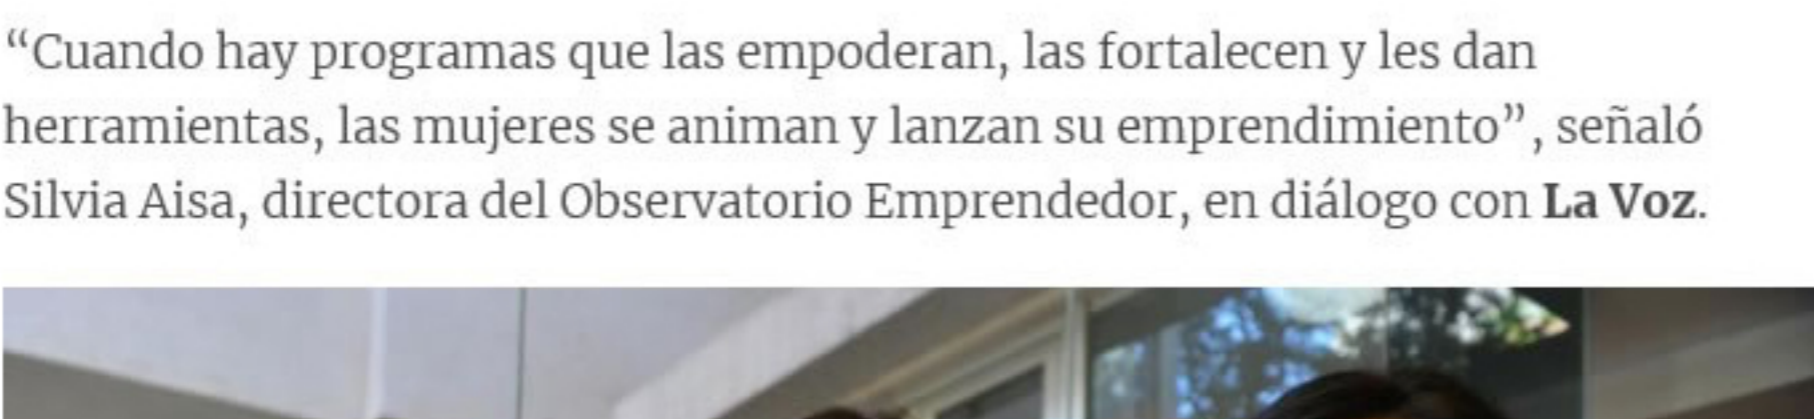 “Cuando hay programas que las empoderan, las fortalecen y les dan
herramientas, las mujeres se animan y lanzan su emprendimiento”, señaló
Silvia Aisa, directora del Observatorio Emprendedor, en diálogo con La Voz.